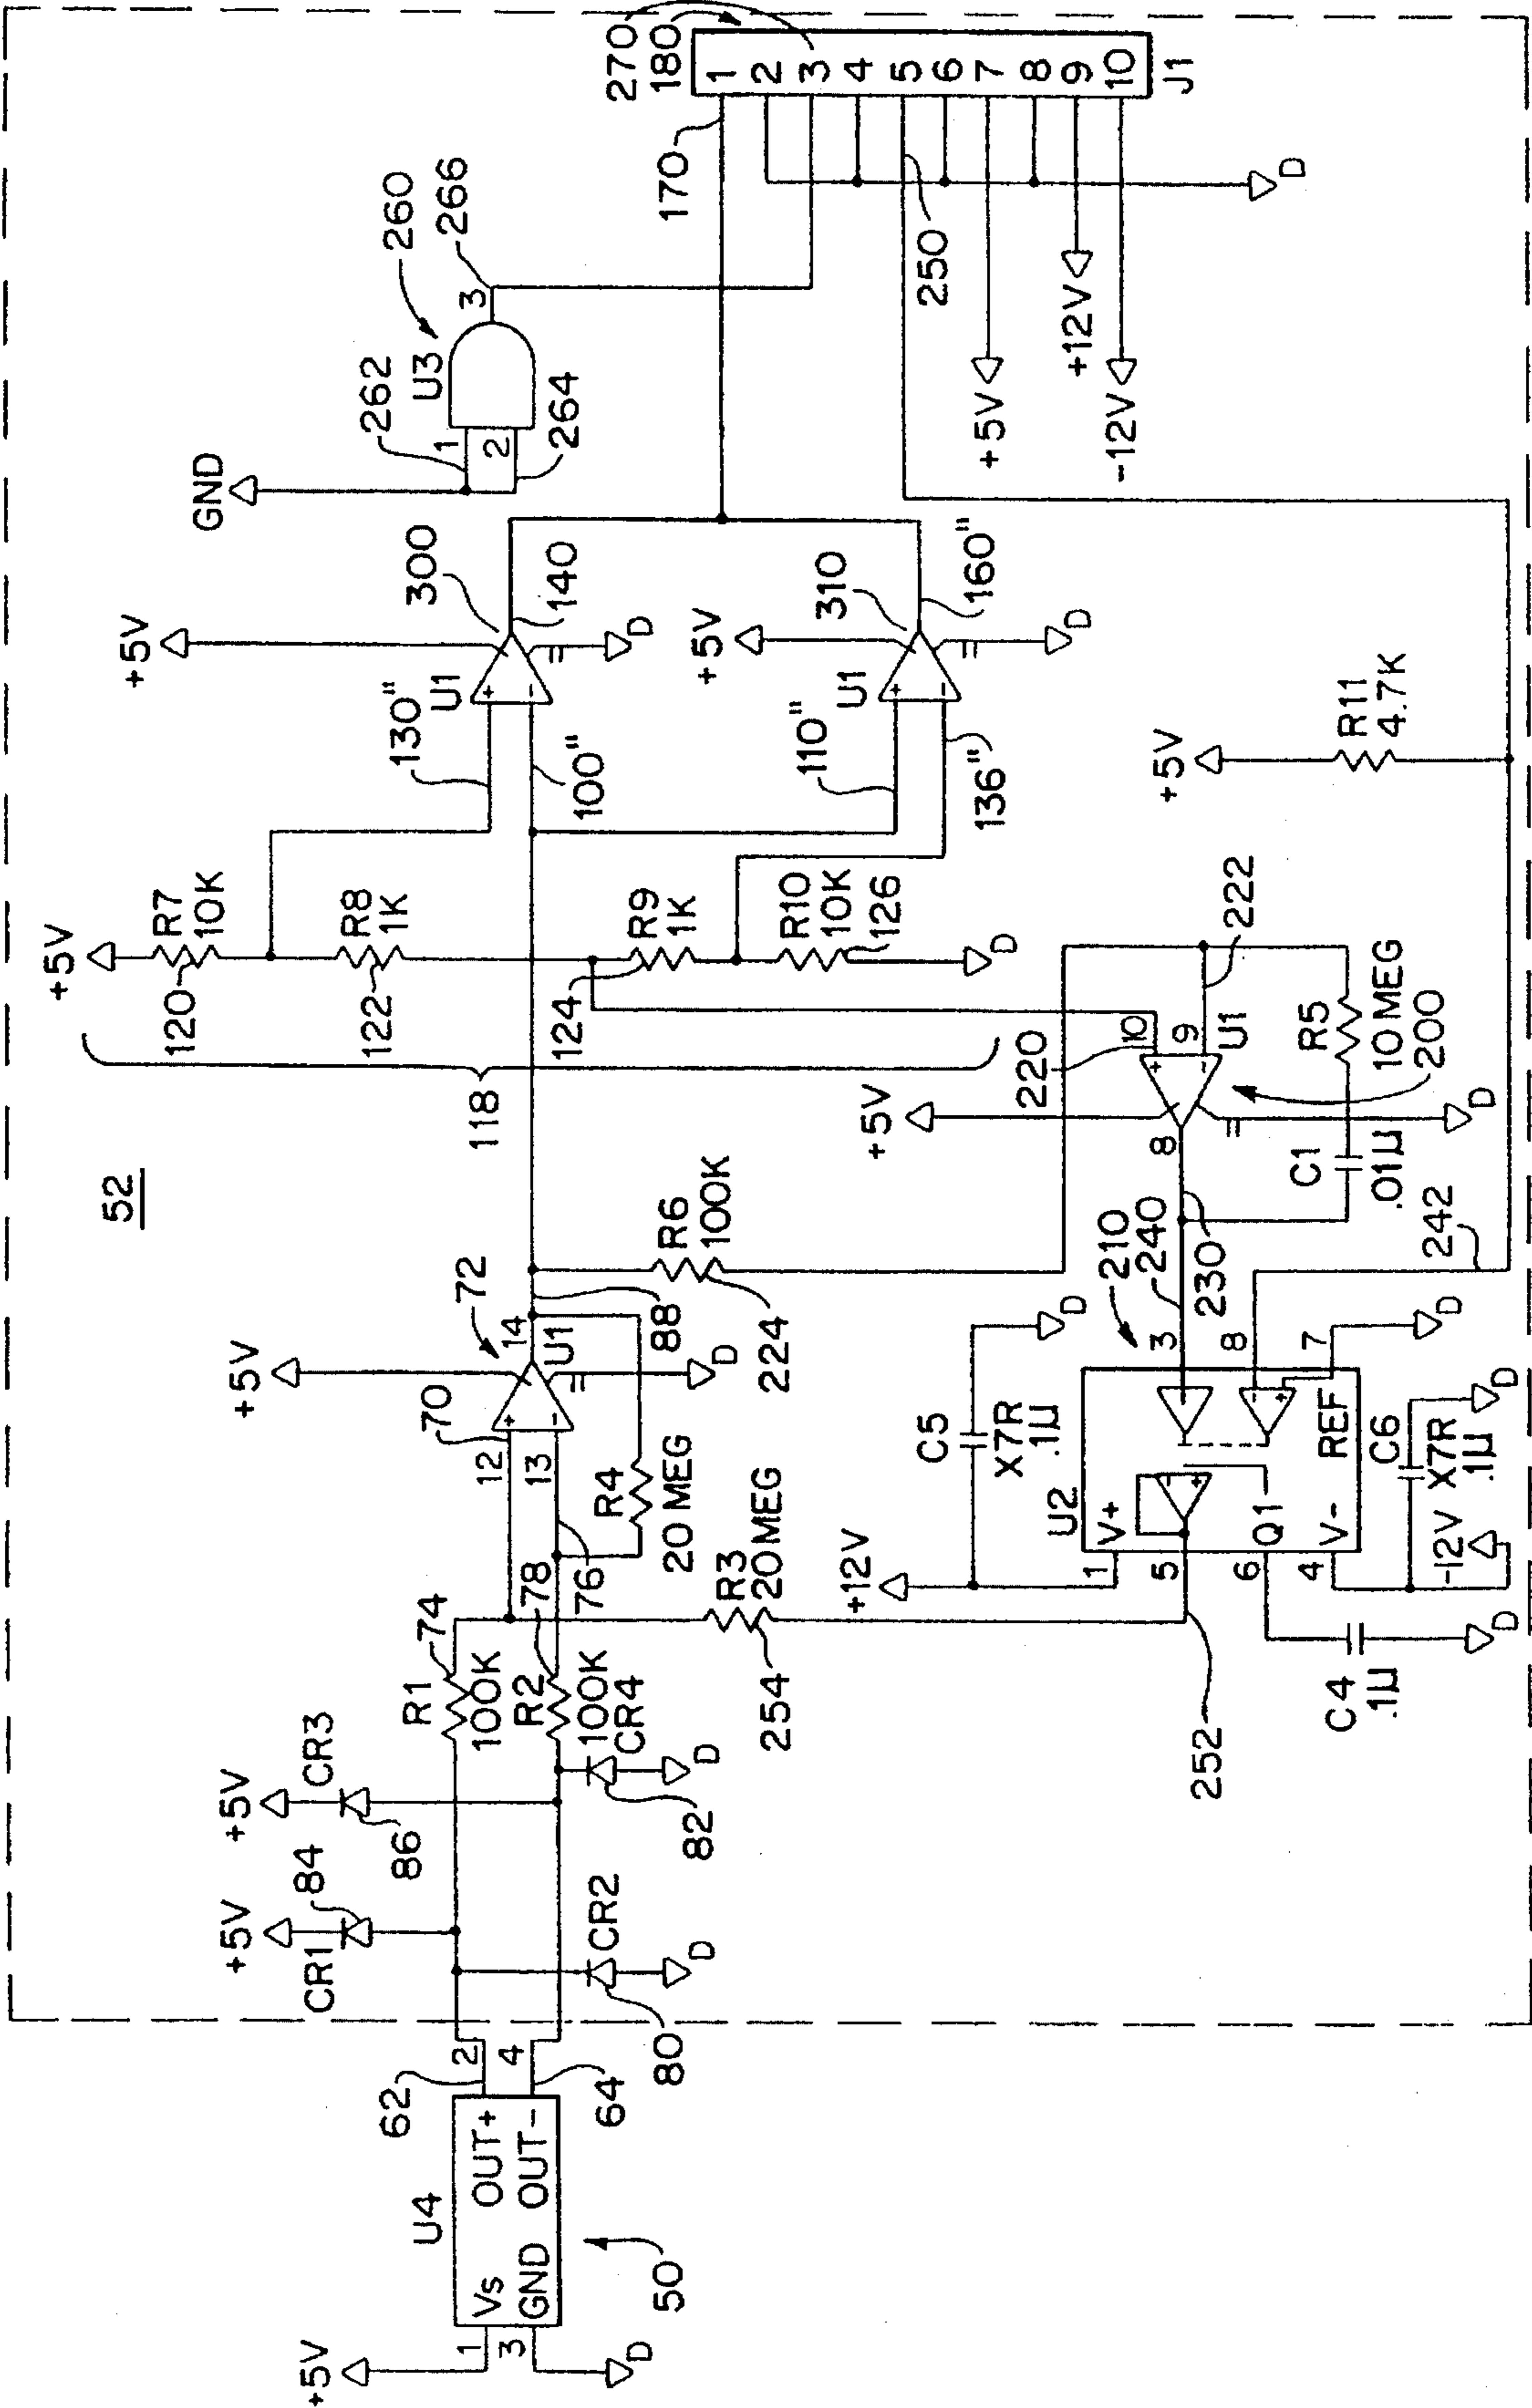 52
+5V
1
3
D
Vs
GND
OUT+
OUT-
U4
50
62
2
4
64
80
+5V
CR1
84
+5V
CR3
86
CR2
D
82
D
R1
100K
74
R2
100K
CR4
78
76
R3
20 MEG
254
R4
20 MEG
12
13
70
+5V
14
72
U1
D
88
R6
100K
224
118
+5V
R7
10K
120
R8
1K
122
R9
1K
124
R10
10K
126
D
130"
100"
+5V
300
U1
140
D
110"
136"
+5V
310
U1
160"
D
GND
262
1
2
264
U3
260
3
266
170
270
180
1
2
3
4
5
6
7
8
9
10
J1
250
+5V
+12V
-12V
D
+5V
R11
4.7K
+5V
220
10
9
222
U1
8
200
R5
10 MEG
C1
.01µ
D
240
230
210
242
3
8
7
D
C5
X7R
.1µ
D
+12V
U2
V+
Q1
V-
REF
1
5
6
4
252
C4
.1µ
D
-12V
C6
X7R
.1µ
D
+
-
+
-
+
-
+
-
-
+
-
+